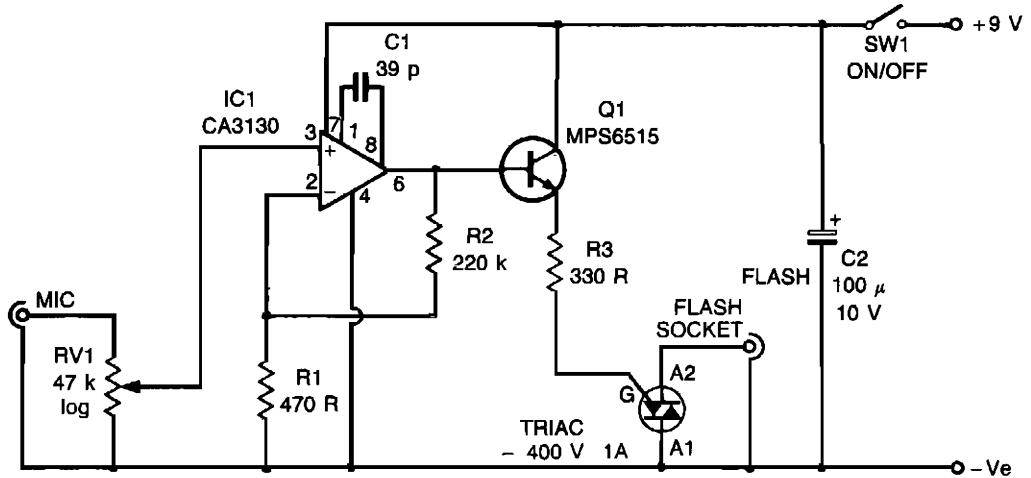 +9 V
SW1
ON/OFF
C1
39 p
IC1
CA3130
Q1
MPS6515
3
7
1
8
+
2
−
4
6
R2
220 k
R3
330 R
+
C2
100 μ
10 V
FLASH
FLASH
SOCKET
MIC
RV1
47 k
log
R1
470 R
A2
G
TRIAC
− 400 V 1A
A1
−Ve